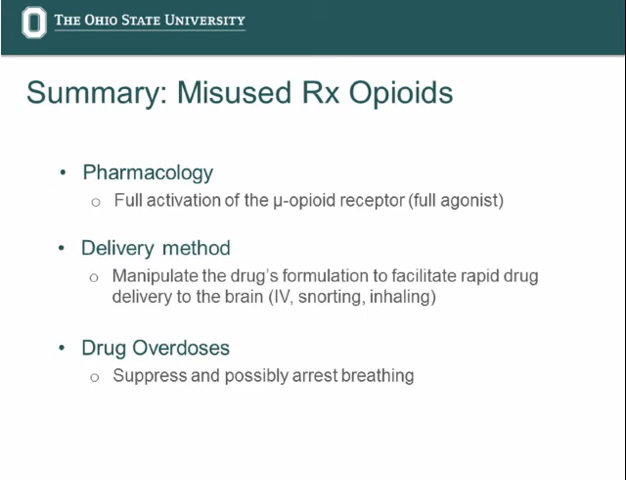 THE OHIO STATE UNIVERSITY
Summary: Misused Rx Opioids
• Pharmacology
o Full activation of the µ-opioid receptor (full agonist)
• Delivery method
o Manipulate the drug's formulation to facilitate rapid drug
delivery to the brain (IV, snorting, inhaling)
• Drug Overdoses
o Suppress and possibly arrest breathing